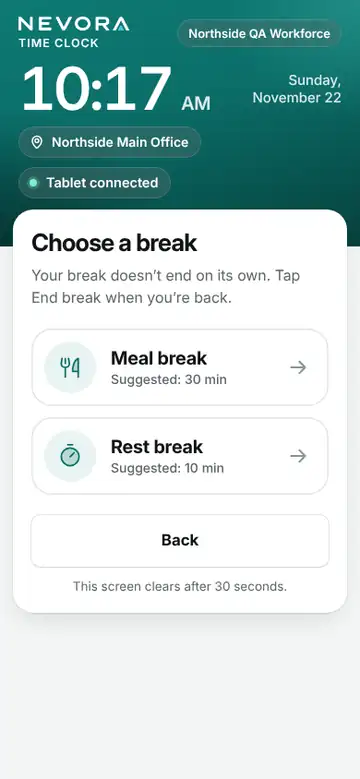 NEVORA
TIME CLOCK
Northside QA Workforce
10:17 AM
Sunday,
November 22
Northside Main Office
Tablet connected
Choose a break
Your break doesn’t end on its own. Tap
End break when you’re back.
Meal break
Suggested: 30 min
Rest break
Suggested: 10 min
Back
This screen clears after 30 seconds.